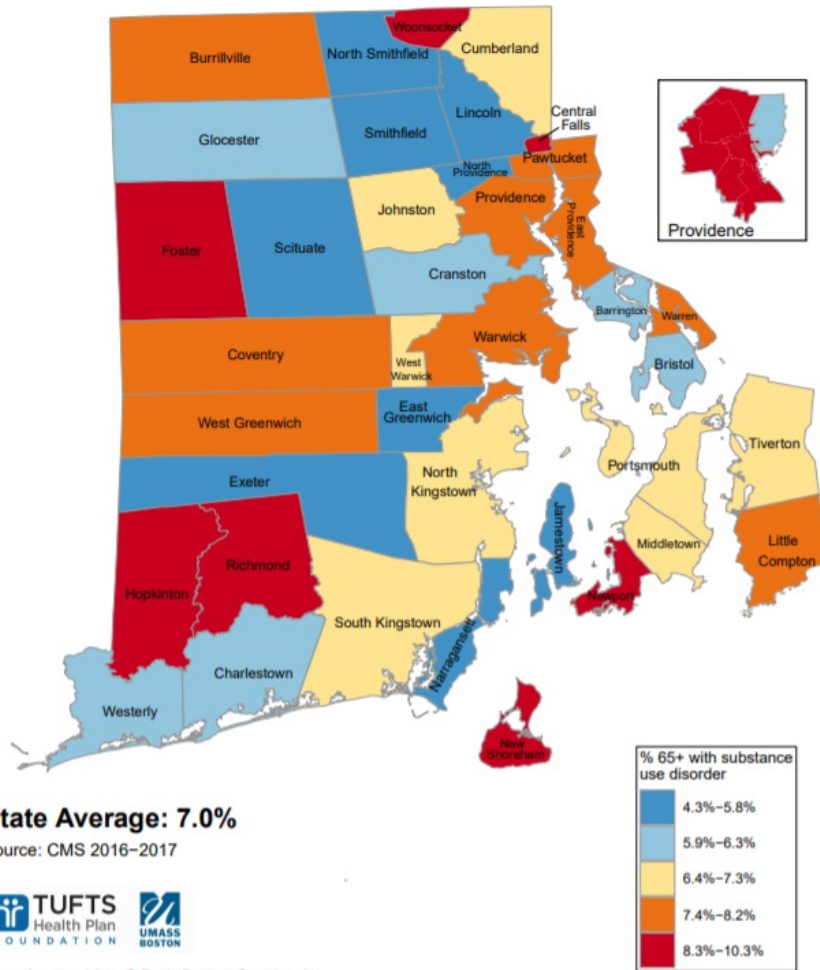 Woonsocket
Burrillville
North Smithfield
Cumberland
Lincoln
Central
Falls
Glocester
Smithfield
North
Providence
Pawtucket
Johnston
Providence
East
Providence
Providence
Foster
Scituate
Cranston
Barrington
Warren
Coventry
West
Warwick
Warwick
Bristol
West Greenwich
East
Greenwich
Tiverton
Exeter
North
Kingstown
Portsmouth
Jamestown
Middletown
Little
Compton
Richmond
Hopkinton
Newport
South Kingstown
Charlestown
Narragansett
Westerly
New
Shoreham
% 65+ with substance
use disorder
4.3%−5.8%
5.9%−6.3%
6.4%−7.3%
7.4%−8.2%
8.3%−10.3%
tate Average: 7.0%
ource: CMS 2016−2017
TUFTS
Health Plan
FOUNDATION
UMASS
BOSTON